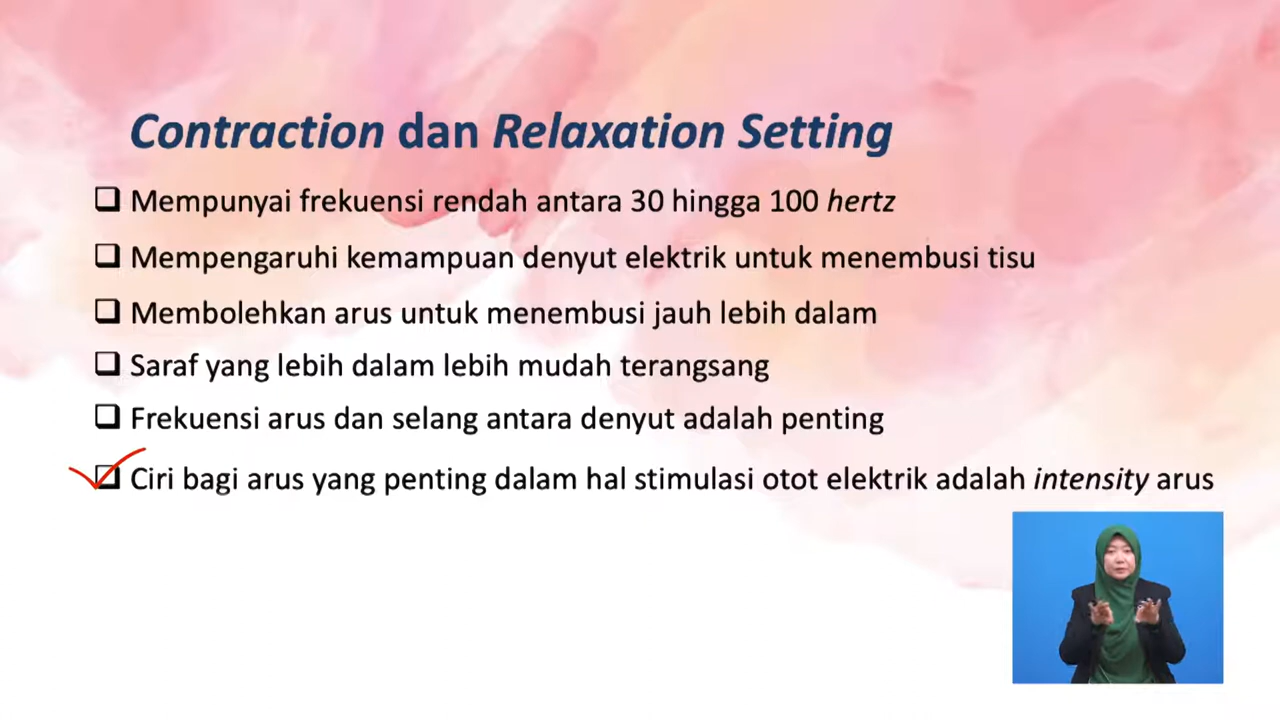 Contraction dan Relaxation Setting
Mempunyai frekuensi rendah antara 30 hingga 100 hertz
Mempengaruhi kemampuan denyut elektrik untuk menembusi tisu
Membolehkan arus untuk menembusi jauh lebih dalam
Saraf yang lebih dalam lebih mudah terangsang
Frekuensi arus dan selang antara denyut adalah penting
Ciri bagi arus yang penting dalam hal stimulasi otot elektrik adalah intensity arus